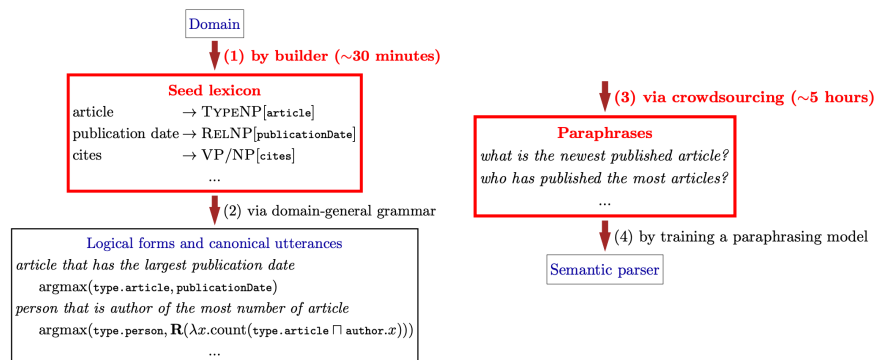 Domain
(1) by builder (∼30 minutes)
Seed lexicon
article → TYPENP[article]
publication date → RELNP[publicationDate]
cites → VP/NP[cites]
...
(2) via domain-general grammar
Logical forms and canonical utterances
article that has the largest publication date
argmax(type.article, publicationDate)
person that is author of the most number of article
argmax(type.person, R(λx.count(type.article ⊓ author.x)))
...
(3) via crowdsourcing (∼5 hours)
Paraphrases
what is the newest published article?
who has published the most articles?
...
(4) by training a paraphrasing model
Semantic parser